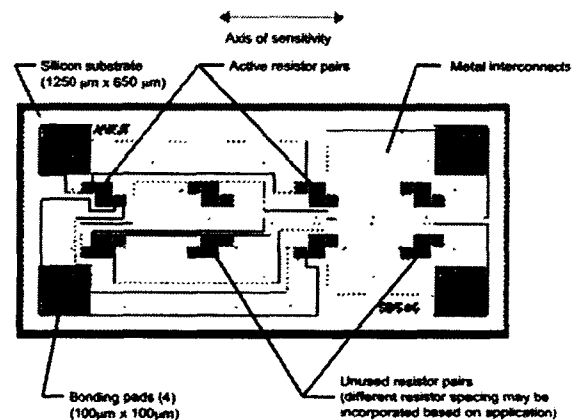 Axis of sensitivity
Silicon substrate
(1250 µm x 650 µm)
Active resistor pairs
Metal interconnects
Bonding pads (4)
(100µm x 100µm)
Unused resistor pairs
(different resistor spacing may be
incorporated based on application)